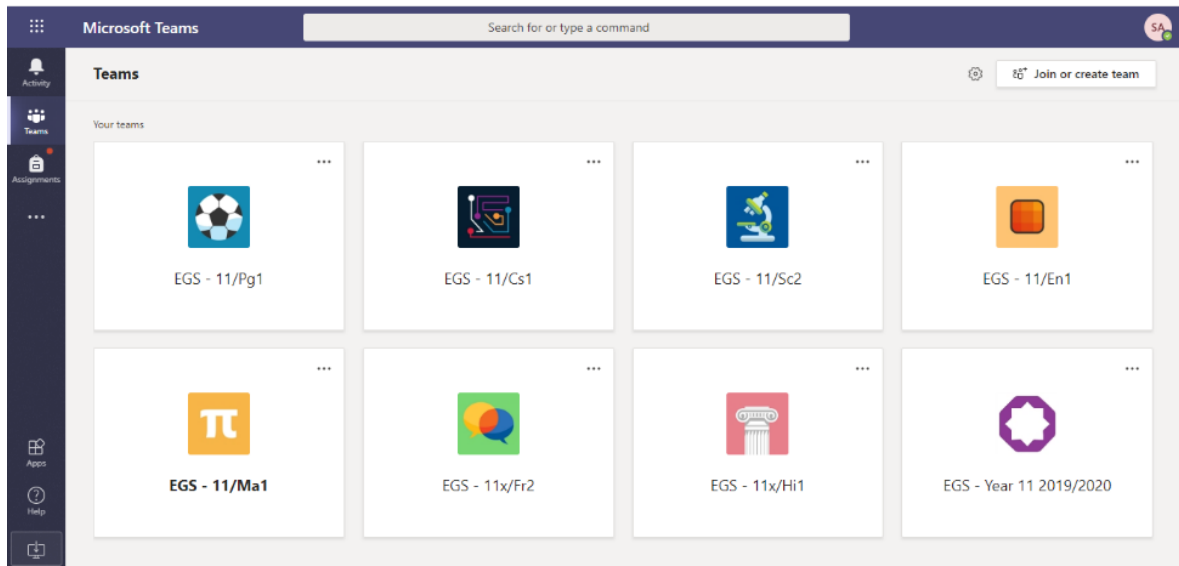 Microsoft Teams
Search for or type a command
SA
Activity
Teams
Assignments
Apps
Help
Teams
Join or create team
Your teams
EGS - 11/Pg1
EGS - 11/Cs1
EGS - 11/Sc2
EGS - 11/En1
π
EGS - 11/Ma1
EGS - 11x/Fr2
EGS - 11x/Hi1
EGS - Year 11 2019/2020